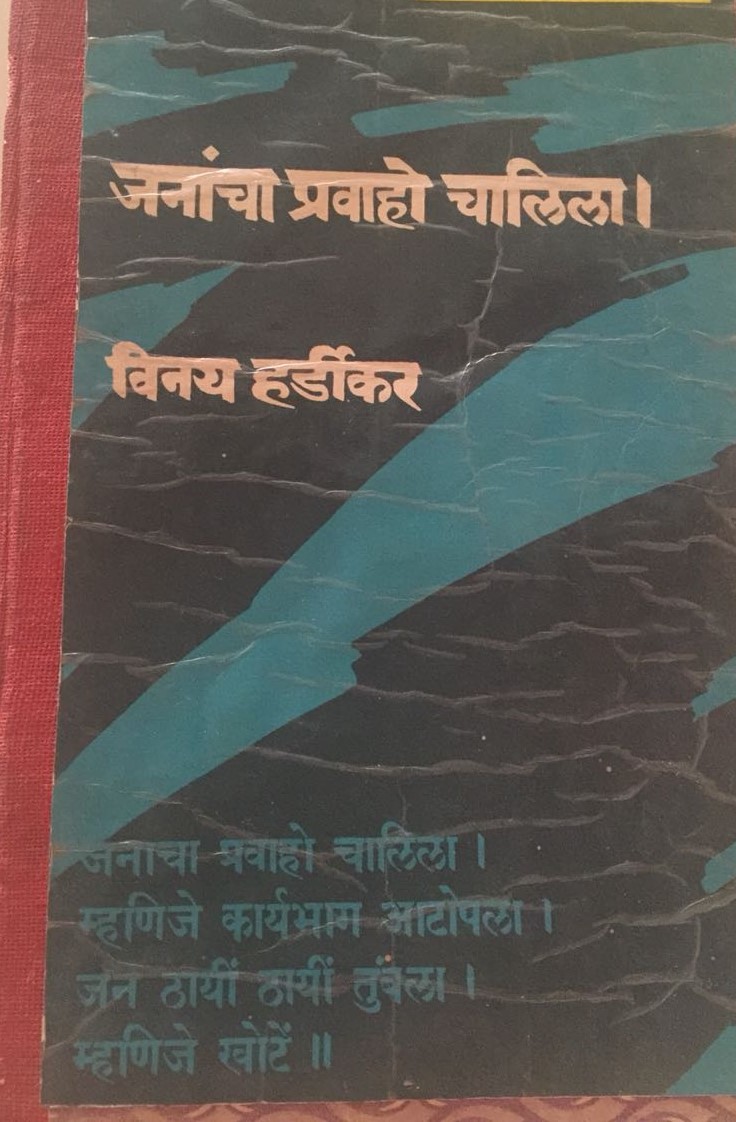 जनांचा प्रवाहो चालिला।
विनय हर्डीकर
जनाचा प्रवाहो चालिला ।
म्हणिजे कार्यभाग आटोपला ।
जन ठायीं ठायीं तुंबला ।
म्हणिजे खोटें ॥